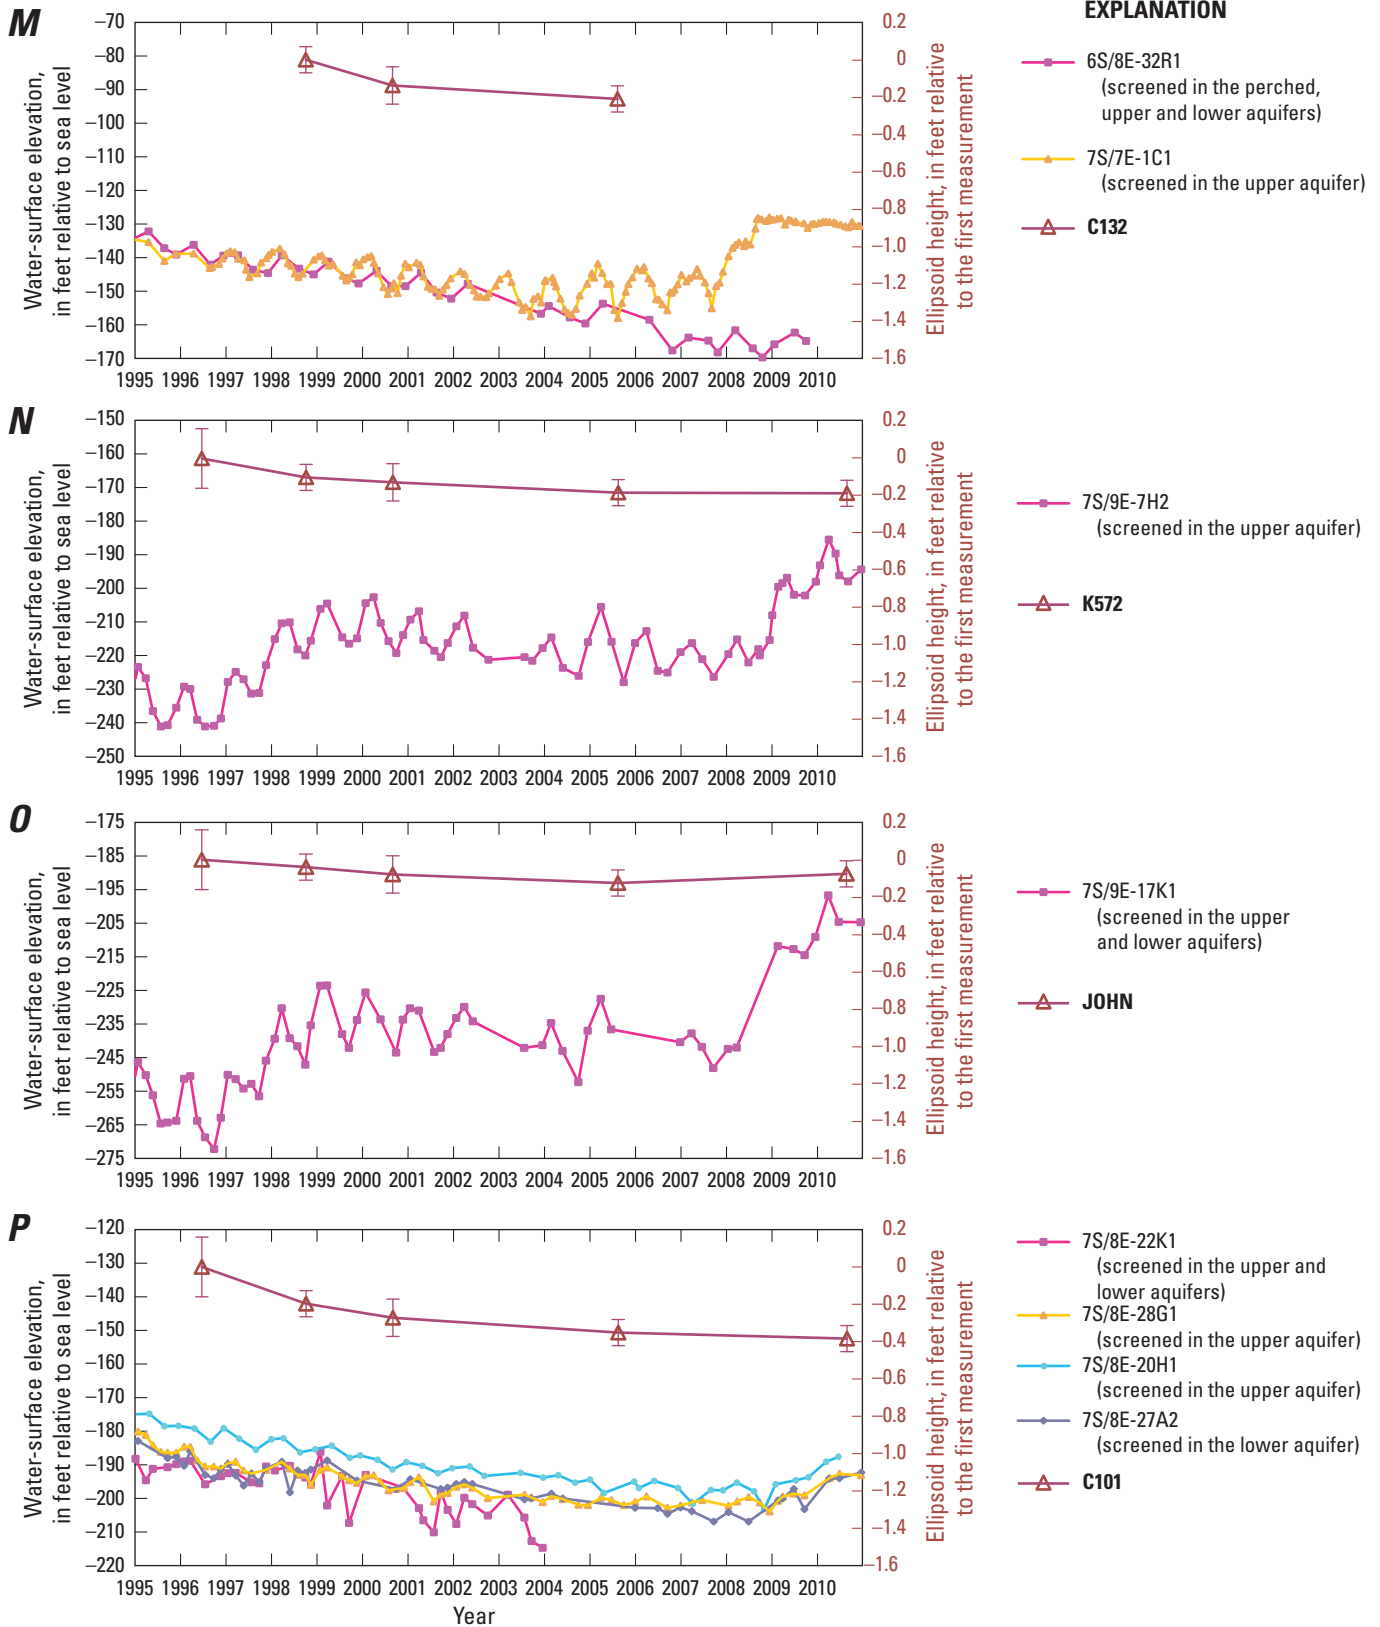 M
Water-surface elevation,
in feet relative to sea level
–70
–80
–90
–100
–110
–120
–130
–140
–150
–160
–170
1995 1996 1997 1998 1999 2000 2001 2002 2003 2004 2005 2006 2007 2008 2009 2010
0.2
0
–0.2
–0.4
–0.6
–0.8
–1.0
–1.2
–1.4
–1.6
Ellipsoid height, in feet relative
to the first measurement
EXPLANATION
6S/8E-32R1
(screened in the perched,
upper and lower aquifers)
7S/7E-1C1
(screened in the upper aquifer)
C132
N
Water-surface elevation,
in feet relative to sea level
–150
–160
–170
–180
–190
–200
–210
–220
–230
–240
–250
1995 1996 1997 1998 1999 2000 2001 2002 2003 2004 2005 2006 2007 2008 2009 2010
0.2
0
–0.2
–0.4
–0.6
–0.8
–1.0
–1.2
–1.4
–1.6
Ellipsoid height, in feet relative
to the first measurement
7S/9E-7H2
(screened in the upper aquifer)
K572
O
Water-surface elevation,
in feet relative to sea level
–175
–185
–195
–205
–215
–225
–235
–245
–255
–265
–275
1995 1996 1997 1998 1999 2000 2001 2002 2003 2004 2005 2006 2007 2008 2009 2010
0.2
0
–0.2
–0.4
–0.6
–0.8
–1.0
–1.2
–1.4
–1.6
Ellipsoid height, in feet relative
to the first measurement
7S/9E-17K1
(screened in the upper
and lower aquifers)
JOHN
P
Water-surface elevation,
in feet relative to sea level
–120
–130
–140
–150
–160
–170
–180
–190
–200
–210
–220
1995 1996 1997 1998 1999 2000 2001 2002 2003 2004 2005 2006 2007 2008 2009 2010
Year
0.2
0
–0.2
–0.4
–0.6
–0.8
–1.0
–1.2
–1.4
–1.6
Ellipsoid height, in feet relative
to the first measurement
7S/8E-22K1
(screened in the upper and
lower aquifers)
7S/8E-28G1
(screened in the upper aquifer)
7S/8E-20H1
(screened in the upper aquifer)
7S/8E-27A2
(screened in the lower aquifer)
C101